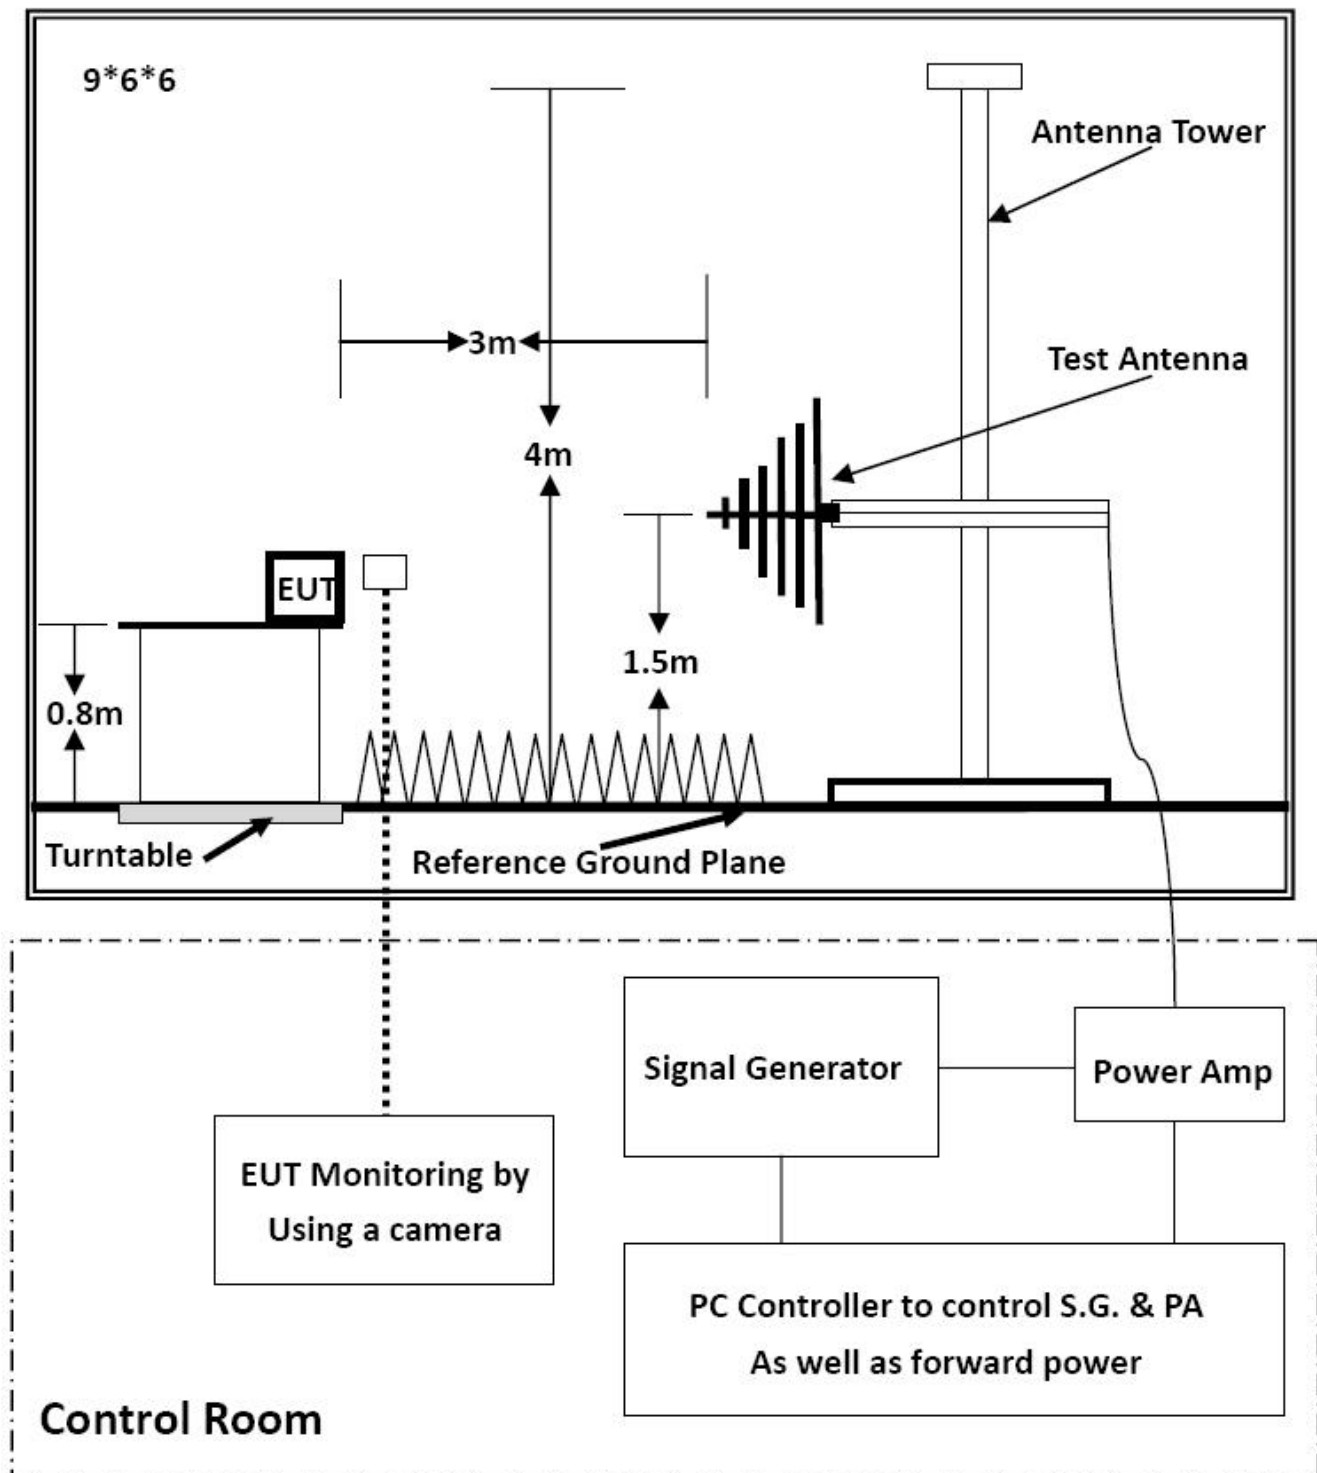 9*6*6
Antenna Tower
3m
Test Antenna
4m
EUT
1.5m
0.8m
Turntable
Reference Ground Plane
Signal Generator
Power Amp
EUT Monitoring by
Using a camera
PC Controller to control S.G. & PA
As well as forward power
Control Room